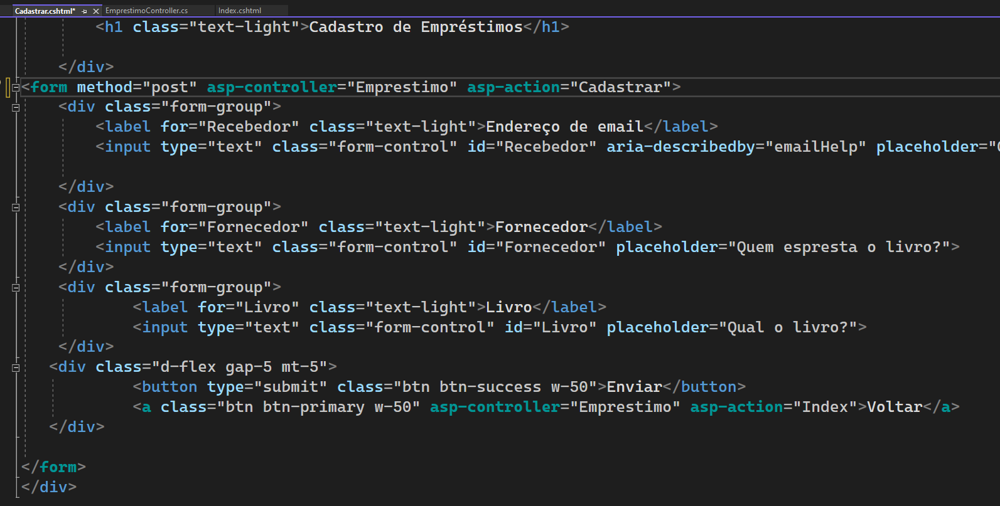 Cadastrar.cshtml* EmprestimoController.cs Index.cshtml
<h1 class="text-light">Cadastro de Empréstimos</h1>
</div>
<form method="post" asp-controller="Emprestimo" asp-action="Cadastrar">
<div class="form-group">
<label for="Recebedor" class="text-light">Endereço de email</label>
<input type="text" class="form-control" id="Recebedor" aria-describedby="emailHelp" placeholder="
</div>
<div class="form-group">
<label for="Fornecedor" class="text-light">Fornecedor</label>
<input type="text" class="form-control" id="Fornecedor" placeholder="Quem espresta o livro?">
</div>
<div class="form-group">
<label for="Livro" class="text-light">Livro</label>
<input type="text" class="form-control" id="Livro" placeholder="Qual o livro?">
</div>
<div class="d-flex gap-5 mt-5">
<button type="submit" class="btn btn-success w-50">Enviar</button>
<a class="btn btn-primary w-50" asp-controller="Emprestimo" asp-action="Index">Voltar</a>
</div>
</form>
</div>